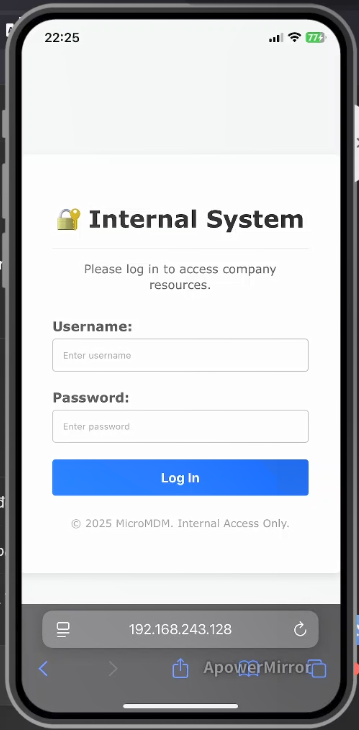 22:25
77
Internal System
Please log in to access company
resources.
Username:
Enter username
Password:
Enter password
Log In
© 2025 MicroMDM. Internal Access Only.
192.168.243.128
ApowerMirror